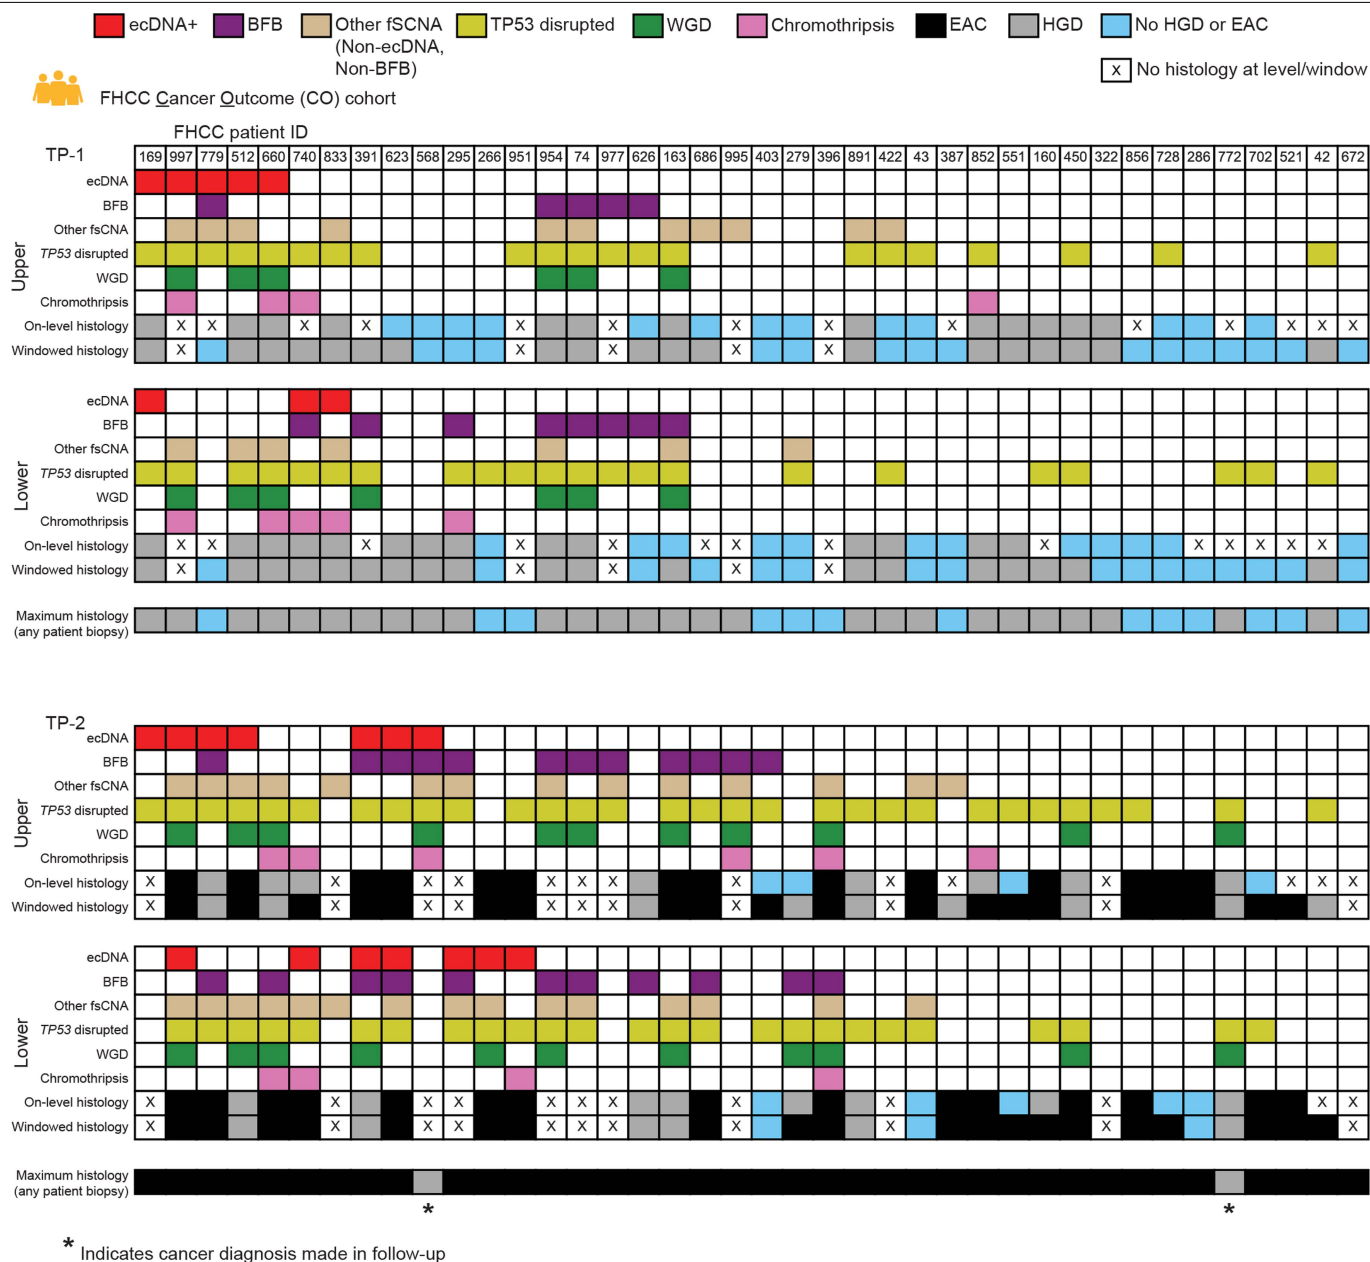 ecDNA+ BFB Other fSCNA TP53 disrupted WGD Chromothripsis EAC HGD No HGD or EAC
(Non-ecDNA,
Non-BFB)
X No histology at level/window
FHCC Cancer Outcome (CO) cohort
FHCC patient ID
TP-1 169 997 779 512 660 740 833 391 623 568 295 266 951 954 74 977 626 163 686 995 403 279 396 891 422 43 387 852 551 160 450 322 856 728 286 772 702 521 42 672
Upper
ecDNA
BFB
Other fsCNA
TP53 disrupted
WGD
Chromothripsis
On-level histology X X X X X X X X X X X X X X
Windowed histology X X X X X
Lower
ecDNA
BFB
Other fsCNA
TP53 disrupted
WGD
Chromothripsis
On-level histology X X X X X X X X X X X X X X
Windowed histology X X X X X
Maximum histology
(any patient biopsy)
TP-2
Upper
ecDNA
BFB
Other fsCNA
TP53 disrupted
WGD
Chromothripsis
On-level histology X X X X X X X X X X X X X X
Windowed histology X X X X X X X X X X X
Lower
ecDNA
BFB
Other fsCNA
TP53 disrupted
WGD
Chromothripsis
On-level histology X X X X X X X X X X X X
Windowed histology X X X X X X X X X X X
Maximum histology
(any patient biopsy)
* *
* Indicates cancer diagnosis made in follow-up